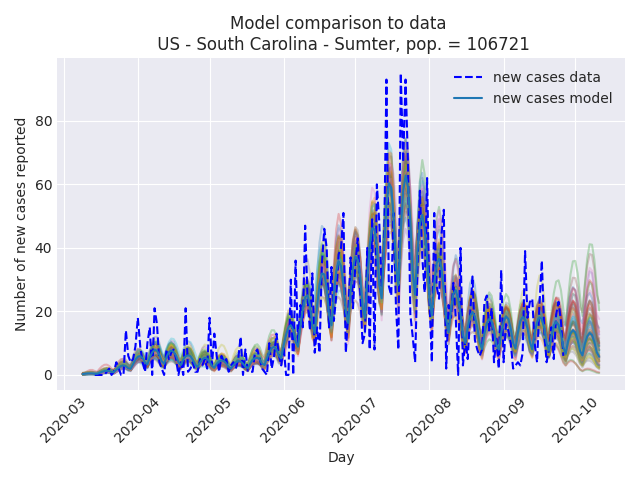 Model comparison to data
US - South Carolina - Sumter, pop. = 106721
new cases data
new cases model
Number of new cases reported
80
60
40
20
0
2020-03
2020-04
2020-05
2020-06
2020-07
2020-08
2020-09
2020-10
Day